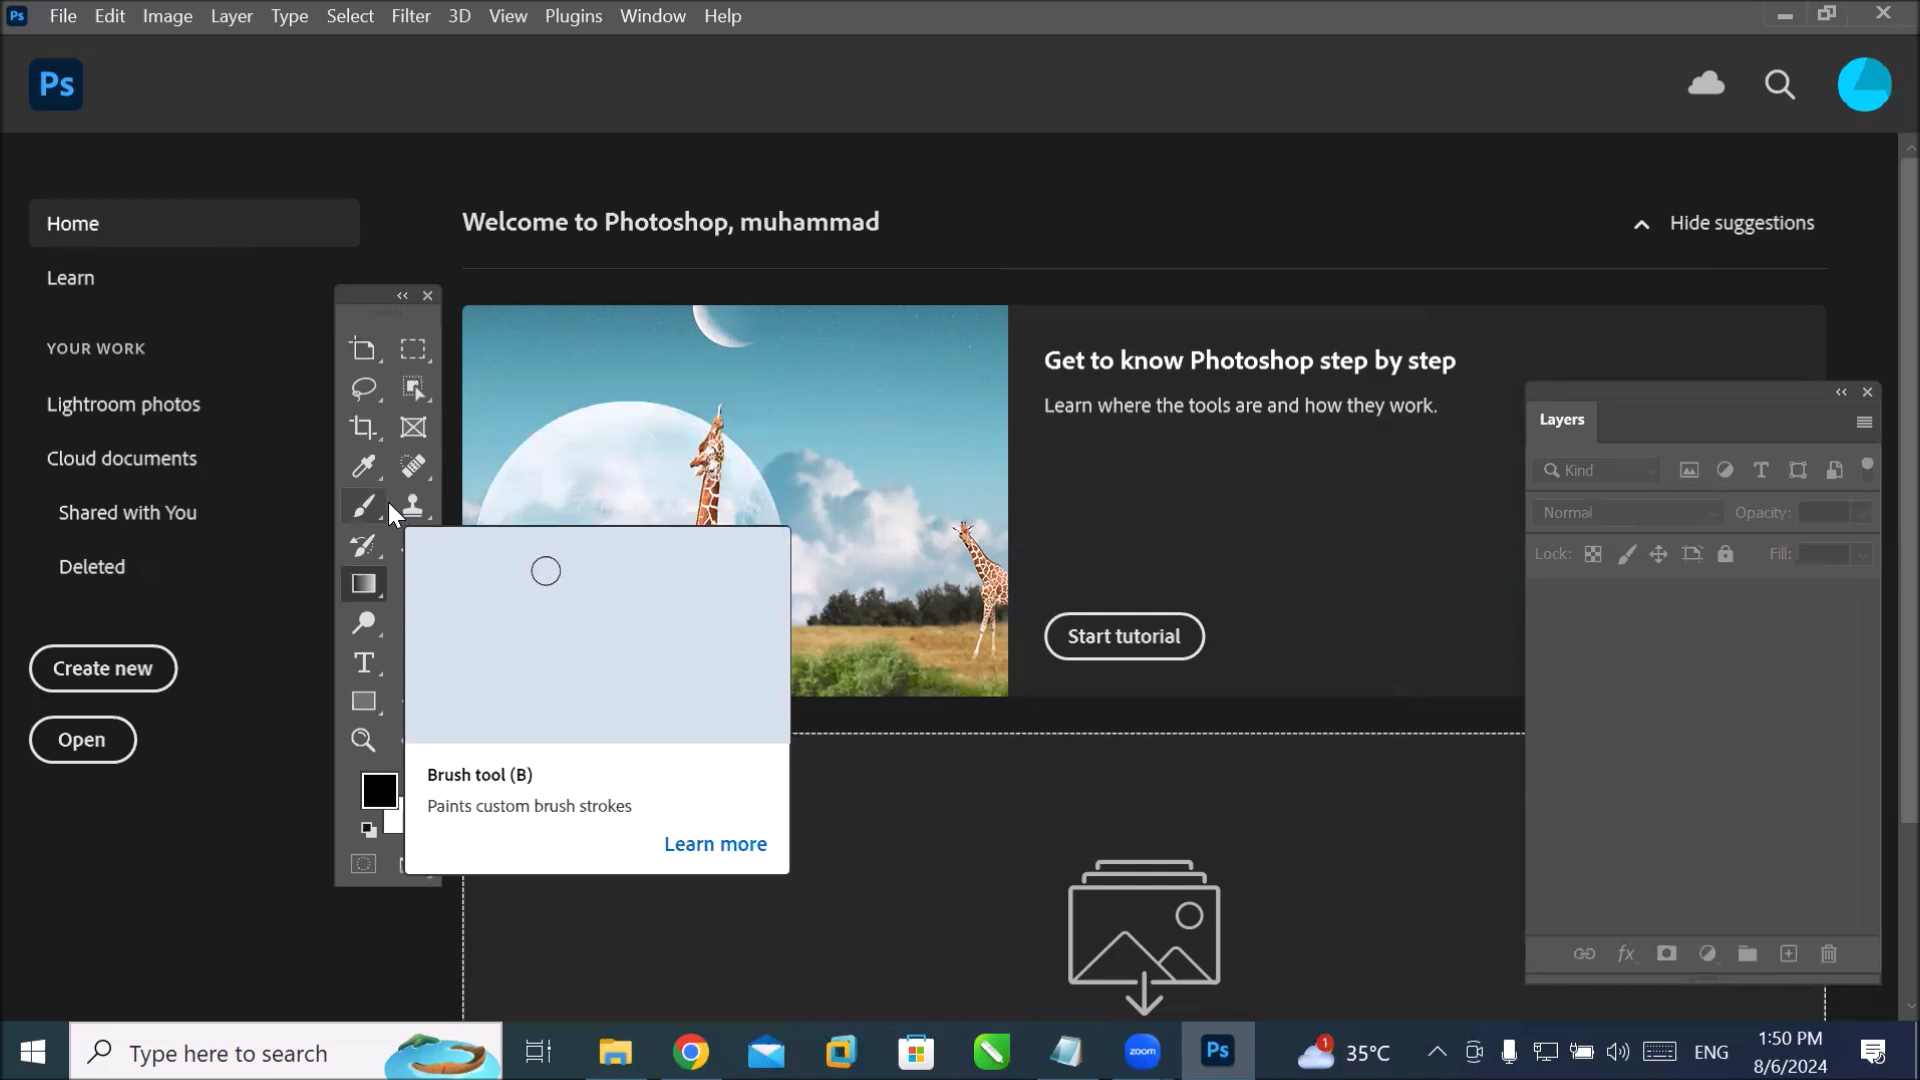 Ps File Edit Image Layer Type Select Filter 3D View Plugins Window Help
Ps
Home
Welcome to Photoshop, muhammad
Hide suggestions
Learn
YOUR WORK
Get to know Photoshop step by step
Learn where the tools are and how they work.
Lightroom photos
Cloud documents
Shared with You
Deleted
Layers
Kind
Normal
Opacity:
Lock:
Fill:
Start tutorial
Create new
Open
Brush tool (B)
Paints custom brush strokes
Learn more
Type here to search
zoom
Ps
1
35°C
ENG
1:50 PM
8/6/2024